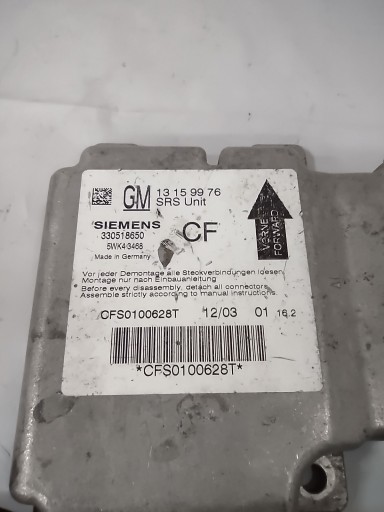 GM 13 15 99 76
SRS Unit
SIEMENS
330518650
5WK43468
Made in Germany
CF
VORNE
FORWARD
Vor jeder Demontage alle Steckverbindungen loesen.
Montage nur nach Einbauanleitung
Before every disassembly, detach all connectors.
Assemble strictly according to manual instructions.
CFS0100628T 12/03 01 16.2
*CFS0100628T*